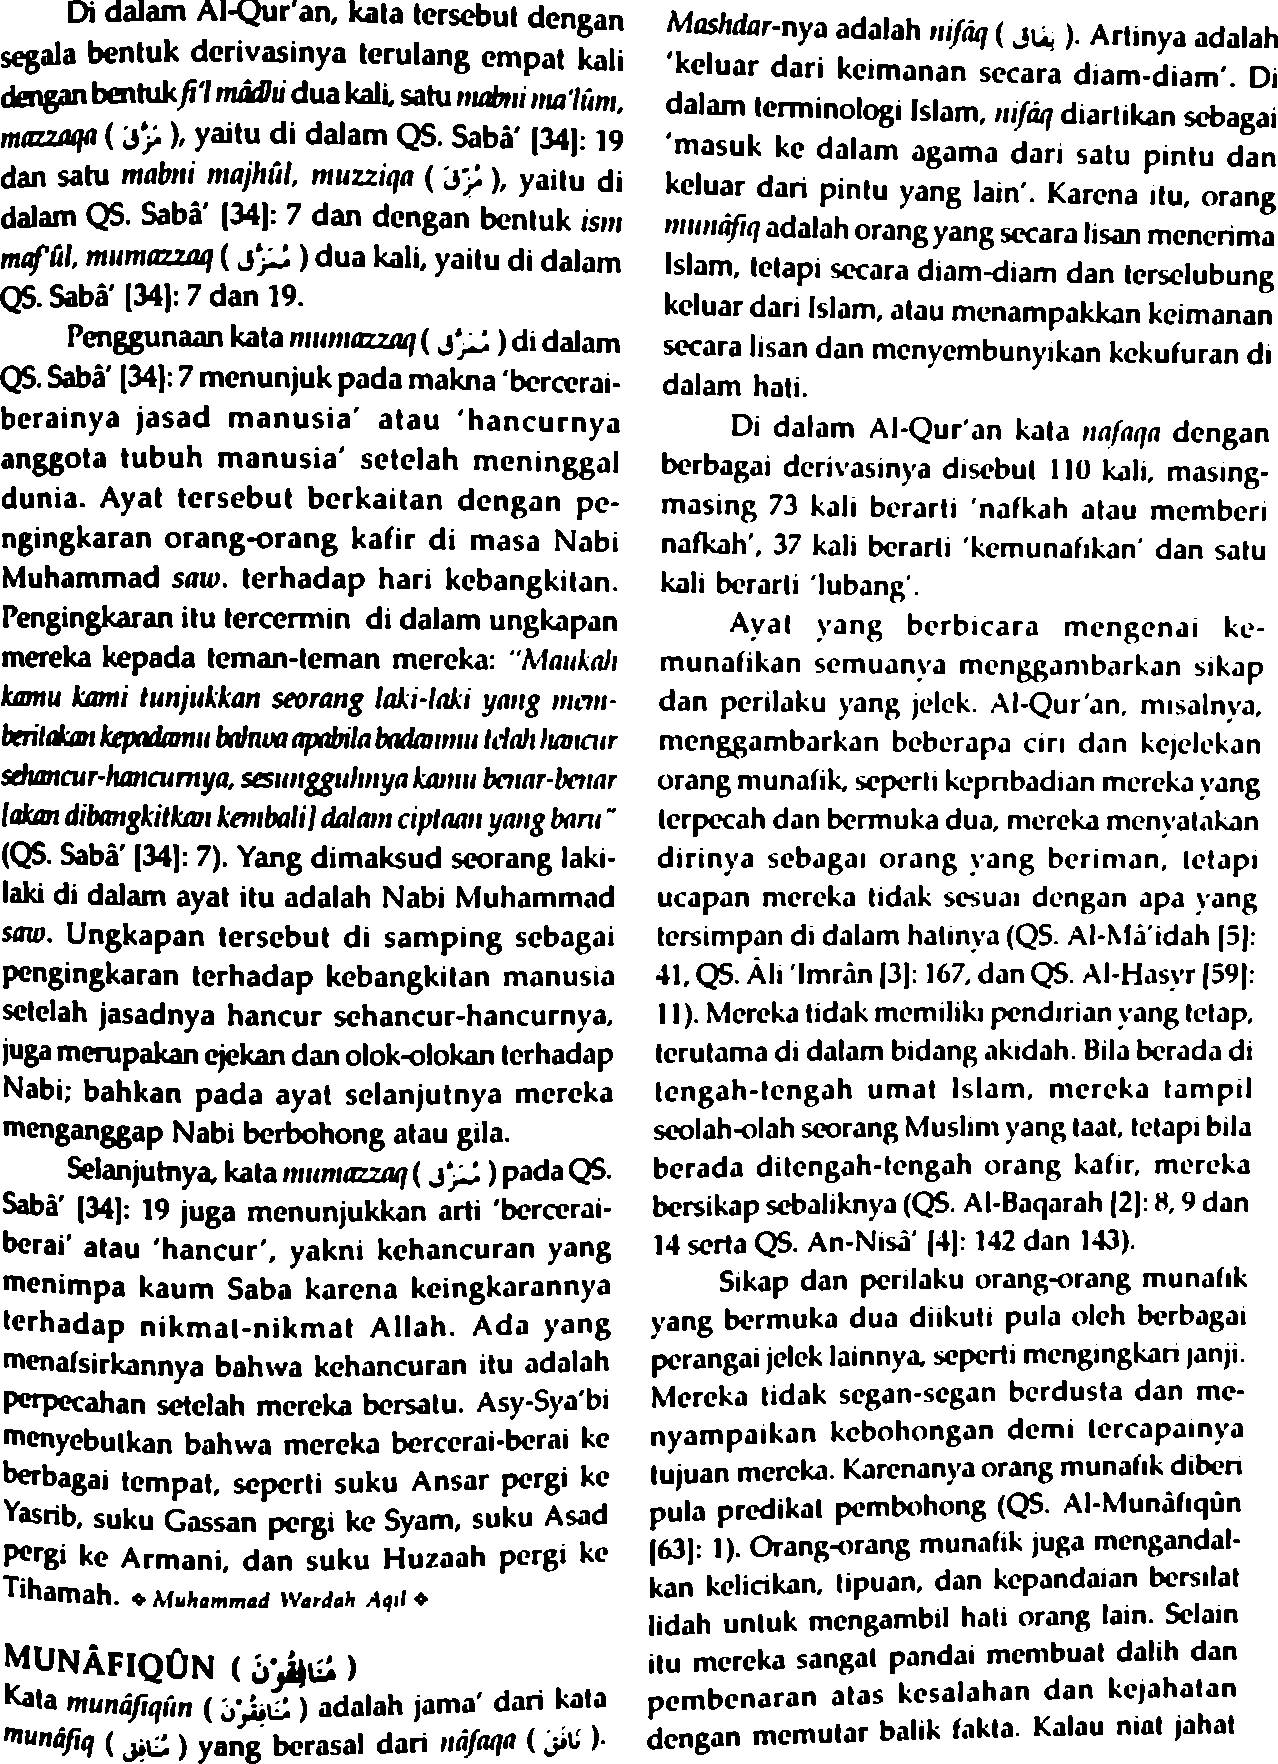 Di dalam Al-Qur'an, kata tersebut dengan
segala bentuk derivasinya terulang empat kali
dengan bentuk fi'l mâdhi dua kali, satu mabni ma'lûm,
mazzaqa ( مَزَّقَ ), yaitu di dalam QS. Sabâ' [34]: 19
dan satu mabni majhûl, muzziqa ( مُزِّقَ ), yaitu di
dalam QS. Sabâ' [34]: 7 dan dengan bentuk ism
maf'ûl, mumazzaq ( مُمَزَّق ) dua kali, yaitu di dalam
QS. Sabâ' [34]: 7 dan 19.
Penggunaan kata mumazzaq ( مُمَزَّق ) di dalam
QS. Sabâ' [34]: 7 menunjuk pada makna 'bercerai-
berainya jasad manusia' atau 'hancurnya
anggota tubuh manusia' setelah meninggal
dunia. Ayat tersebut berkaitan dengan pe-
ngingkaran orang-orang kafir di masa Nabi
Muhammad saw. terhadap hari kebangkitan.
Pengingkaran itu tercermin di dalam ungkapan
mereka kepada teman-teman mereka: "Maukah
kamu kami tunjukkan seorang laki-laki yang mem-
beritakan kepadamu bahwa apabila badanmu telah hancur
sehancur-hancurnya, sesungguhnya kamu benar-benar
[akan dibangkitkan kembali] dalam ciptaan yang baru"
(QS. Sabâ' [34]: 7). Yang dimaksud seorang laki-
laki di dalam ayat itu adalah Nabi Muhammad
saw. Ungkapan tersebut di samping sebagai
pengingkaran terhadap kebangkitan manusia
setelah jasadnya hancur sehancur-hancurnya,
juga merupakan ejekan dan olok-olokan terhadap
Nabi; bahkan pada ayat selanjutnya mereka
menganggap Nabi berbohong atau gila.
Selanjutnya, kata mumazzaq ( مُمَزَّق ) pada QS.
Sabâ' [34]: 19 juga menunjukkan arti 'bercerai-
berai' atau 'hancur', yakni kehancuran yang
menimpa kaum Saba karena keingkarannya
terhadap nikmat-nikmat Allah. Ada yang
menafsirkannya bahwa kehancuran itu adalah
perpecahan setelah mereka bersatu. Asy-Sya'bi
menyebutkan bahwa mereka bercerai-berai ke
berbagai tempat, seperti suku Ansar pergi ke
Yasrib, suku Gassan pergi ke Syam, suku Asad
pergi ke Armani, dan suku Huzaah pergi ke
Tihamah. ❖ Muhammad Wardah Aqil ❖
MUNÂFIQÛN ( مُنَافِقُوْنَ )
Kata munâfiqûn ( مُنَافِقُوْنَ ) adalah jama' dari kata
munâfiq ( مُنَافِق ) yang berasal dari nâfaqa ( نَافَقَ ).
Mashdar-nya adalah nifâq ( نِفَاق ). Artinya adalah
'keluar dari keimanan secara diam-diam'. Di
dalam terminologi Islam, nifâq diartikan sebagai
'masuk ke dalam agama dari satu pintu dan
keluar dari pintu yang lain'. Karena itu, orang
munâfiq adalah orang yang secara lisan menerima
Islam, tetapi secara diam-diam dan terselubung
keluar dari Islam, atau menampakkan keimanan
secara lisan dan menyembunyikan kekufuran di
dalam hati.
Di dalam Al-Qur'an kata nafaqa dengan
berbagai derivasinya disebut 110 kali, masing-
masing 73 kali berarti 'nafkah atau memberi
nafkah', 37 kali berarti 'kemunafikan' dan satu
kali berarti 'lubang'.
Ayat yang berbicara mengenai ke-
munafikan semuanya menggambarkan sikap
dan perilaku yang jelek. Al-Qur'an, misalnya,
menggambarkan beberapa ciri dan kejelekan
orang munafik, seperti kepribadian mereka yang
terpecah dan bermuka dua, mereka menyatakan
dirinya sebagai orang yang beriman, tetapi
ucapan mereka tidak sesuai dengan apa yang
tersimpan di dalam hatinya (QS. Al-Mâ'idah [5]:
41, QS. Âli 'Imrân [3]: 167, dan QS. Al-Hasyr [59]:
11). Mereka tidak memiliki pendirian yang tetap,
terutama di dalam bidang akidah. Bila berada di
tengah-tengah umat Islam, mereka tampil
seolah-olah seorang Muslim yang taat, tetapi bila
berada ditengah-tengah orang kafir, mereka
bersikap sebaliknya (QS. Al-Baqarah [2]: 8, 9 dan
14 serta QS. An-Nisâ' [4]: 142 dan 143).
Sikap dan perilaku orang-orang munafik
yang bermuka dua diikuti pula oleh berbagai
perangai jelek lainnya, seperti mengingkari janji.
Mereka tidak segan-segan berdusta dan me-
nyampaikan kebohongan demi tercapainya
tujuan mereka. Karenanya orang munafik diberi
pula predikat pembohong (QS. Al-Munâfiqûn
[63]: 1). Orang-orang munafik juga mengandal-
kan kelicikan, tipuan, dan kepandaian bersilat
lidah untuk mengambil hati orang lain. Selain
itu mereka sangat pandai membuat dalih dan
pembenaran atas kesalahan dan kejahatan
dengan memutar balik fakta. Kalau niat jahat